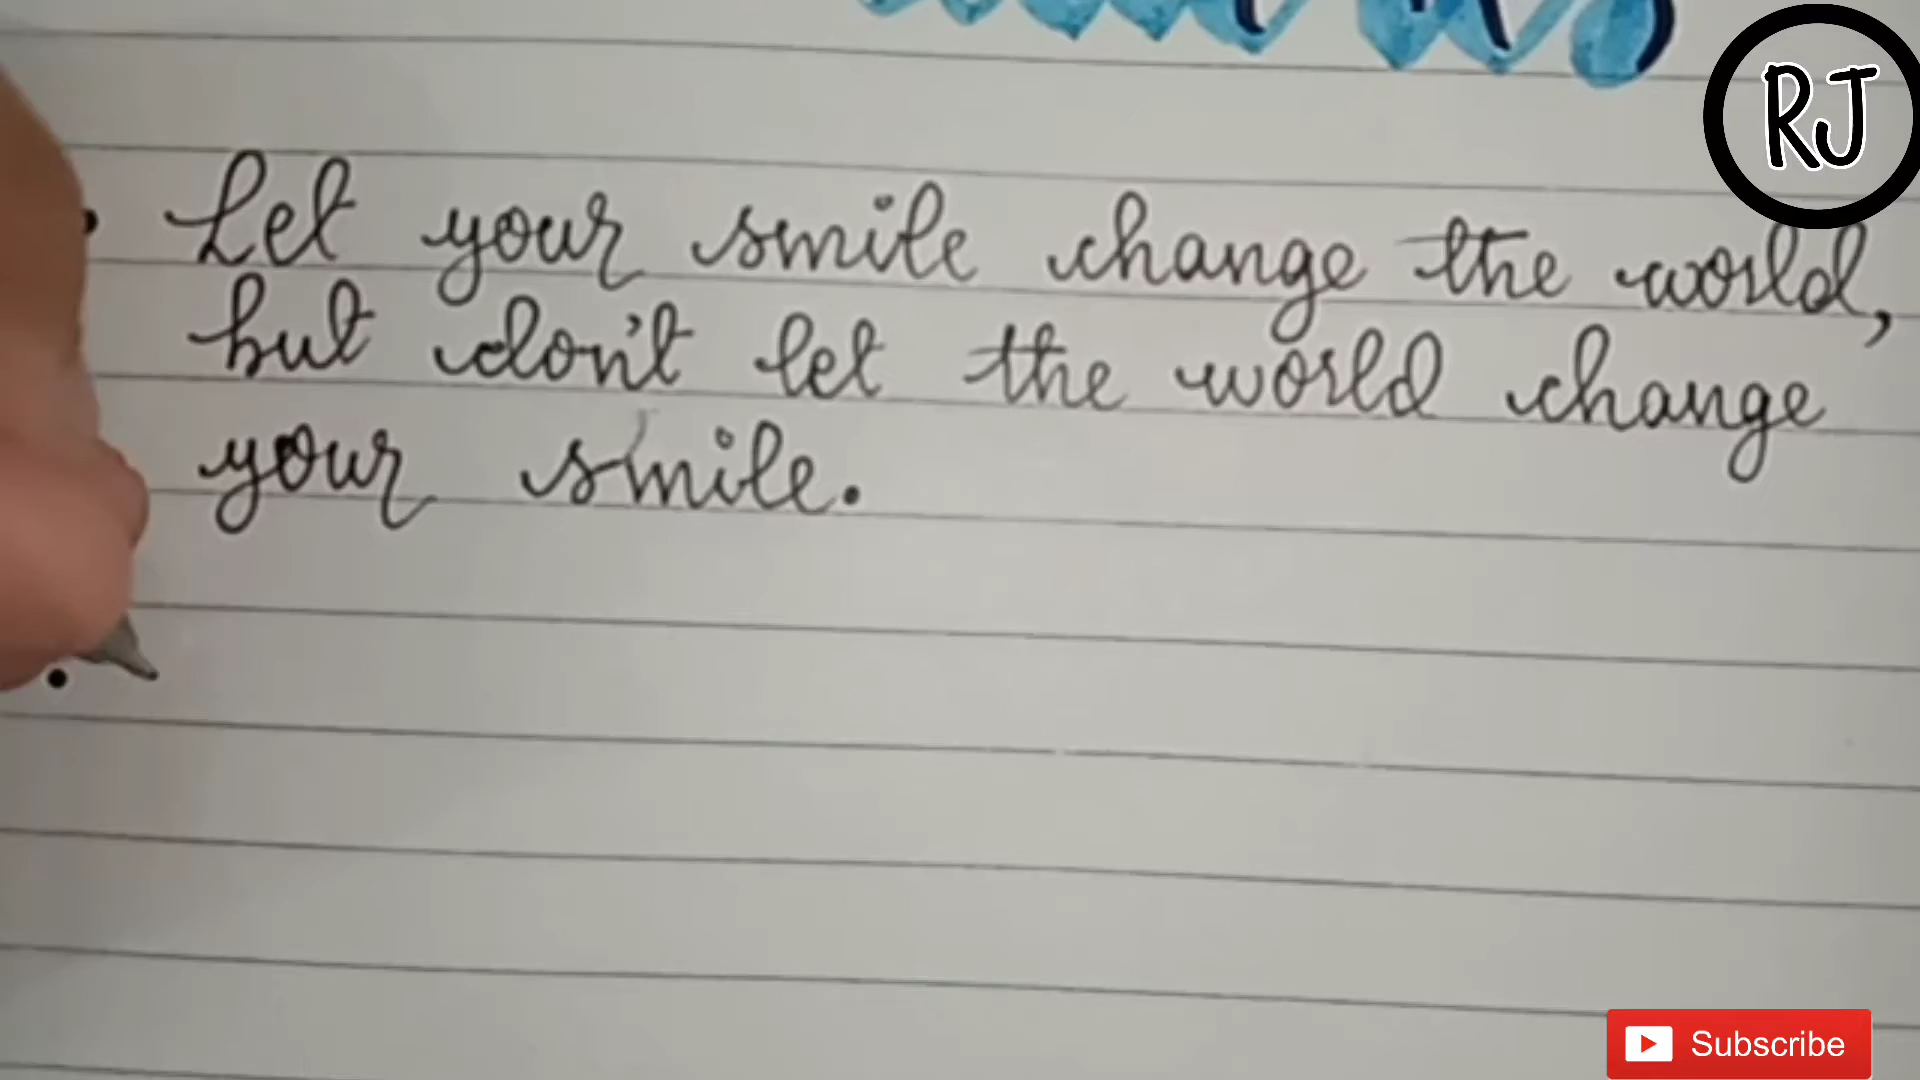 RJ
• Let your smile change the world,
but don't let the world change
your smile.
•
Subscribe